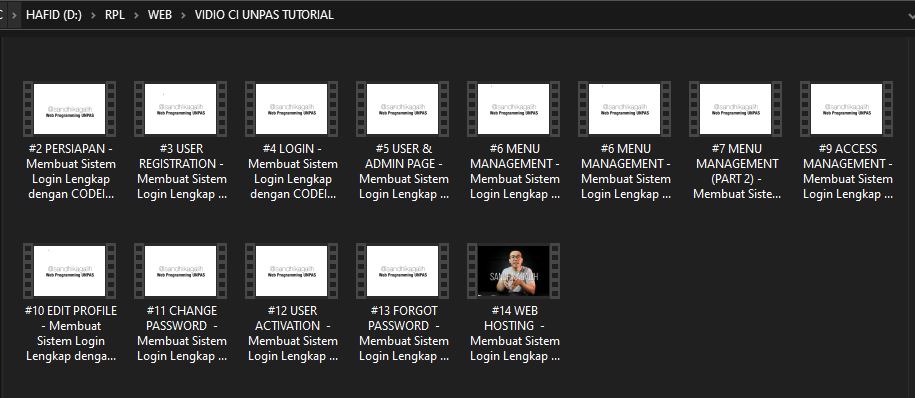 HAFID (D:) > RPL > WEB > VIDIO CI UNPAS TUTORIAL
@sandhikagalih
Web Programming UNPAS
@sandhikagalih
Web Programming UNPAS
@sandhikagalih
Web Programming UNPAS
@sandhikagalih
Web Programming UNPAS
@sandhikagalih
Web Programming UNPAS
@sandhikagalih
Web Programming UNPAS
@sandhikagalih
Web Programming UNPAS
@sandhikagalih
Web Programming UNPAS
#2 PERSIAPAN -
Membuat Sistem
Login Lengkap
dengan CODEI...
#3 USER
REGISTRATION -
Membuat Sistem
Login Lengkap ...
#4 LOGIN -
Membuat Sistem
Login Lengkap
dengan CODEI...
#5 USER &
ADMIN PAGE -
Membuat Sistem
Login Lengkap ...
#6 MENU
MANAGEMENT -
Membuat Sistem
Login Lengkap ...
#6 MENU
MANAGEMENT -
Membuat Sistem
Login Lengkap ...
#7 MENU
MANAGEMENT
(PART 2) -
Membuat Siste...
#9 ACCESS
MANAGEMENT -
Membuat Sistem
Login Lengkap ...
@sandhikagalih
Web Programming UNPAS
@sandhikagalih
Web Programming UNPAS
@sandhikagalih
Web Programming UNPAS
@sandhikagalih
Web Programming UNPAS
#10 EDIT PROFILE
- Membuat
Sistem Login
Lengkap denga...
#11 CHANGE
PASSWORD -
Membuat Sistem
Login Lengkap ...
#12 USER
ACTIVATION -
Membuat Sistem
Login Lengkap ...
#13 FORGOT
PASSWORD -
Membuat Sistem
Login Lengkap ...
#14 WEB
HOSTING -
Membuat Sistem
Login Lengkap ...